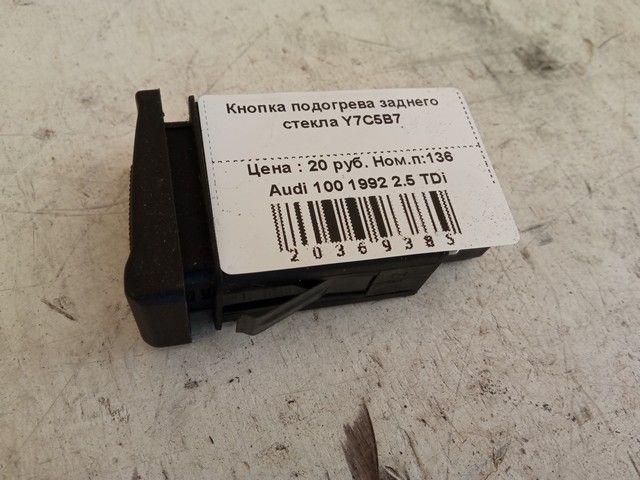 Кнопка подогрева заднего
стекла Y7C5B7
Цена : 20 руб. Ном.п:136
Audi 100 1992 2.5 TDi
20369385